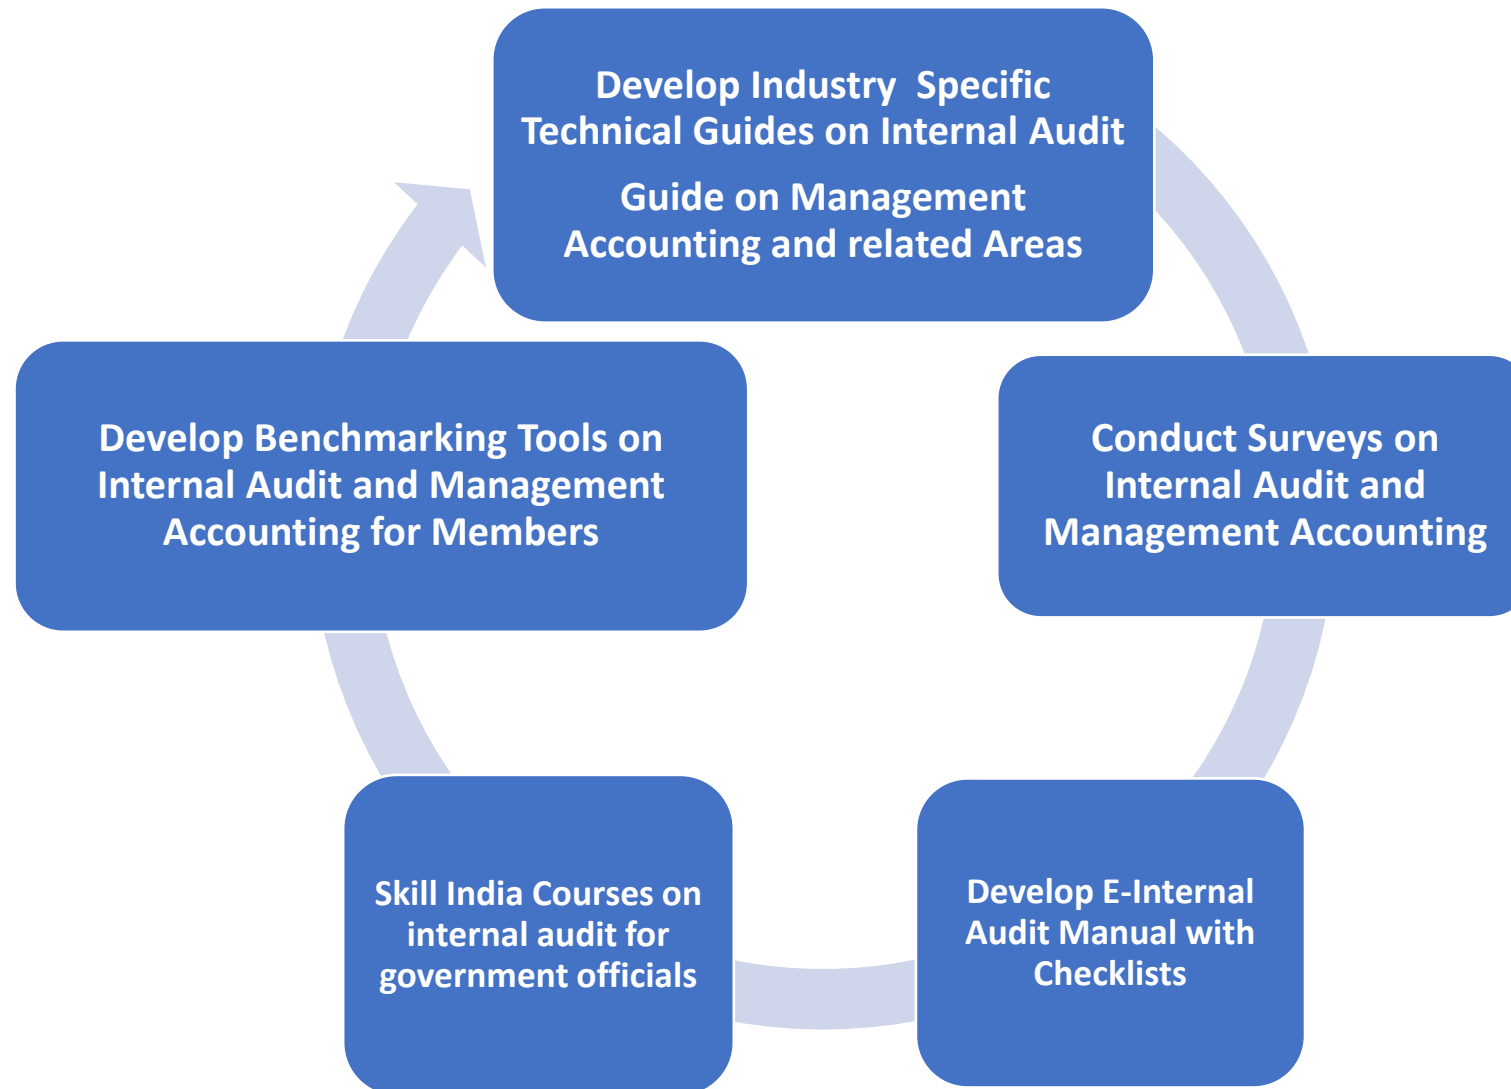 Develop Industry  Specific
Technical Guides on Internal Audit
Guide on Management
Accounting and related Areas
Conduct Surveys on
Internal Audit and
Management Accounting
Develop E-Internal
Audit Manual with
Checklists
Skill India Courses on
internal audit for
government officials
Develop Benchmarking Tools on
Internal Audit and Management
Accounting for Members